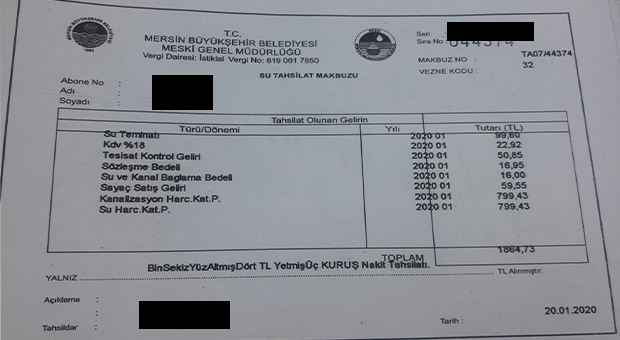 T.C.
MERSİN BÜYÜKŞEHİR BELEDİYESİ
MESKİ GENEL MÜDÜRLÜĞÜ
Vergi Dairesi: İstiklal Vergi No: 619 001 7850
SU TAHSİLAT MAKBUZU
Seri
Sıra No
MAKBUZ NO : TA07/44374
VEZNE KODU : 32
Abone No :
Adı
Soyadı :
Tahsilat Olunan Gelirin
Türü/Dönemi Yılı Tutarı (TL)
Su Teminatı 2020 01 99,60
Kdv %18 2020 01 22,92
Tesisat Kontrol Geliri 2020 01 50,85
Sözleşme Bedeli 2020 01 16,95
Su ve Kanal Bağlama Bedeli 2020 01 16,00
Sayaç Satış Geliri 2020 01 59,55
Kanalizasyon Harc.Kat.P. 2020 01 799,43
Su Harc.Kat.P. 2020 01 799,43
TOPLAM 1864,73
BinSekizYüzAltmışDört TL YetmişÜç KURUŞ Nakit Tahsilatı.
YALNIZ TL Alınmıştır.
Açıklama :
:
Tahsildar :
Tarih : 20.01.2020